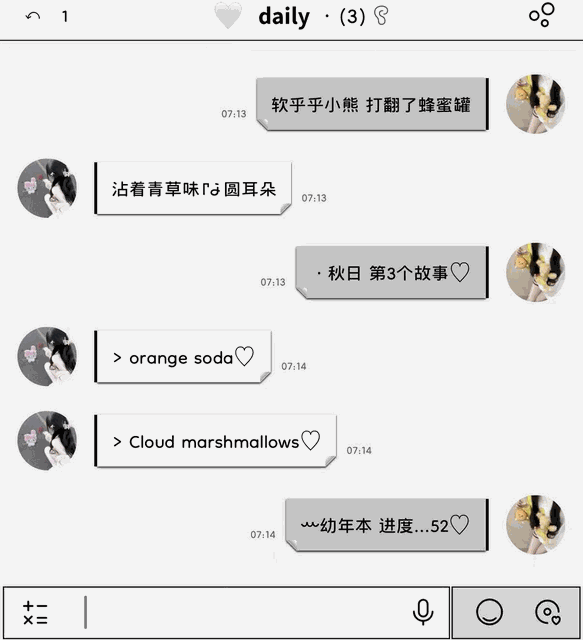 1
daily · (3)
软乎乎小熊 打翻了蜂蜜罐
07:13
沾着青草味 圆耳朵
07:13
· 秋日 第3个故事♡
07:13
> orange soda♡
07:14
> Cloud marshmallows♡
07:14
幼年本 进度...52♡
07:14